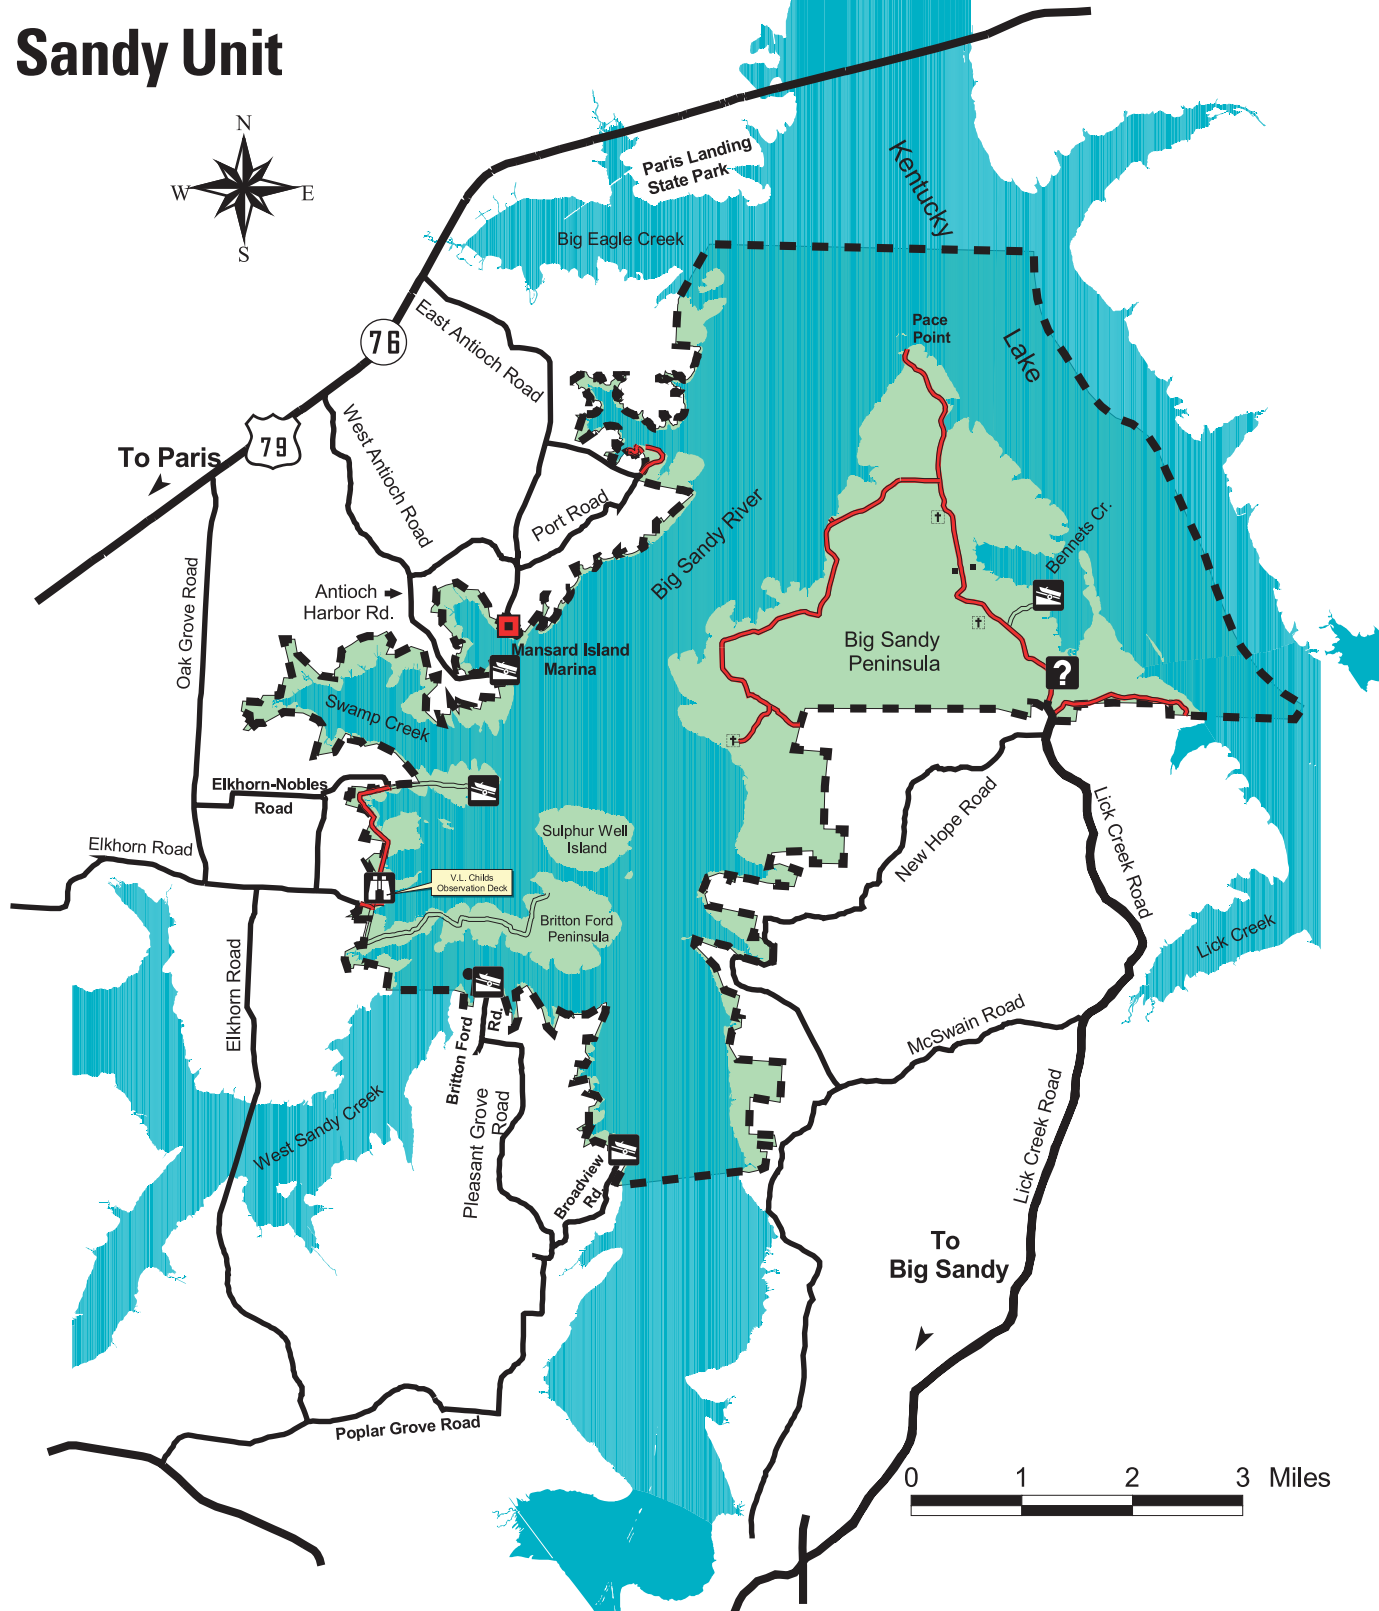 Sandy Unit
N
W
E
S
Paris Landing
State Park
Kentucky
Big Eagle Creek
Pace
Point
Lake
76
East Antioch Road
79
To Paris
West Antioch Road
Port Road
Big Sandy River
Bennets Cr.
Oak Grove Road
Antioch
Harbor Rd.
Mansard Island
Marina
Big Sandy
Peninsula
?
Swamp Creek
Elkhorn-Nobles
Road
New Hope Road
Lick Creek Road
Sulphur Well
Island
Elkhorn Road
V.L. Childs
Observation Deck
Britton Ford
Peninsula
Lick Creek
Elkhorn Road
Britton Ford
Rd.
McSwain Road
West Sandy Creek
Pleasant Grove
Road
Lick Creek Road
Broadview
Rd.
To
Big Sandy
Poplar Grove Road
0 1 2 3 Miles